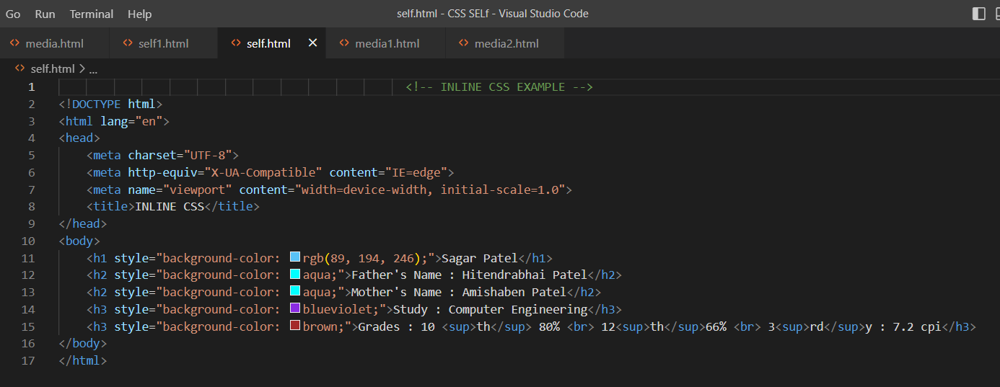 Go Run Terminal Help self.html - CSS SELf - Visual Studio Code
<> media.html <> self1.html <> self.html × <> media1.html <> media2.html
<> self.html > ...
1 <!-- INLINE CSS EXAMPLE -->
2 <!DOCTYPE html>
3 <html lang="en">
4 <head>
5 <meta charset="UTF-8">
6 <meta http-equiv="X-UA-Compatible" content="IE=edge">
7 <meta name="viewport" content="width=device-width, initial-scale=1.0">
8 <title>INLINE CSS</title>
9 </head>
10 <body>
11 <h1 style="background-color: rgb(89, 194, 246);">Sagar Patel</h1>
12 <h2 style="background-color: aqua;">Father's Name : Hitendrabhai Patel</h2>
13 <h2 style="background-color: aqua;">Mother's Name : Amishaben Patel</h2>
14 <h3 style="background-color: blueviolet;">Study : Computer Engineering</h3>
15 <h3 style="background-color: brown;">Grades : 10 <sup>th</sup> 80% <br> 12<sup>th</sup>66% <br> 3<sup>rd</sup>y : 7.2 cpi</h3>
16 </body>
17 </html>